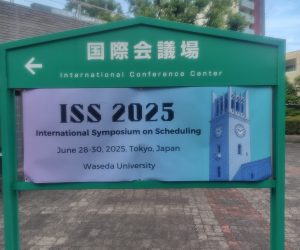 国際会議場
International Conference Center
ISS 2025
International Symposium on Scheduling
June 28-30, 2025, Tokyo, Japan
Waseda University